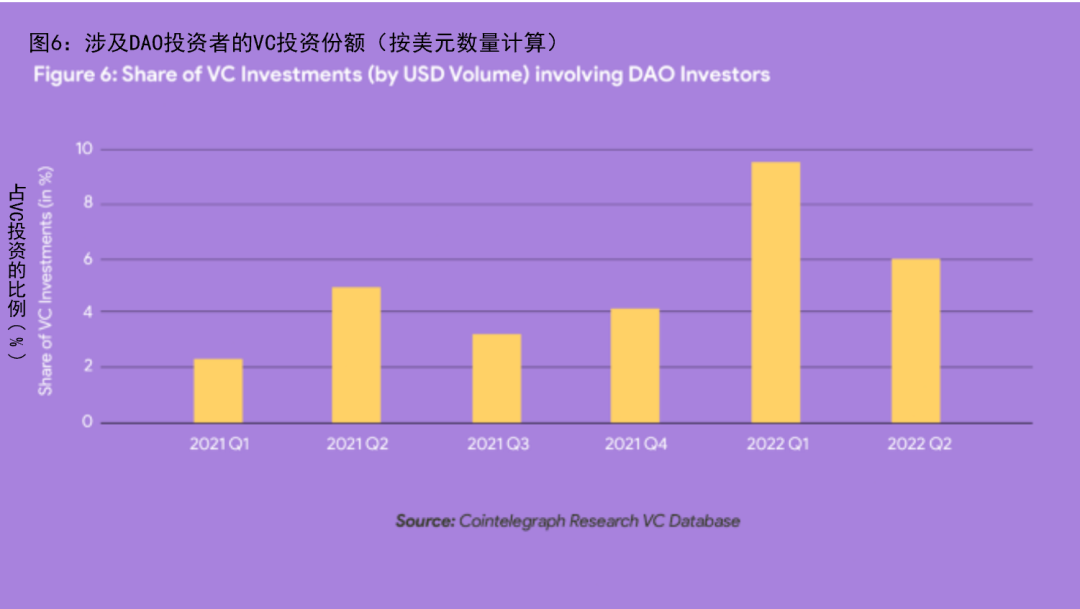 图6：涉及DAO投资者的VC投资份额（按美元数量计算）
Figure 6: Share of VC Investments (by USD Volume) involving DAO Investors
占VC投资的比例（%）
Share of VC Investments (in %)
10
8
6
4
2
0
2021 Q1
2021 Q2
2021 Q3
2021 Q4
2022 Q1
2022 Q2
Source: Cointelegraph Research VC Database